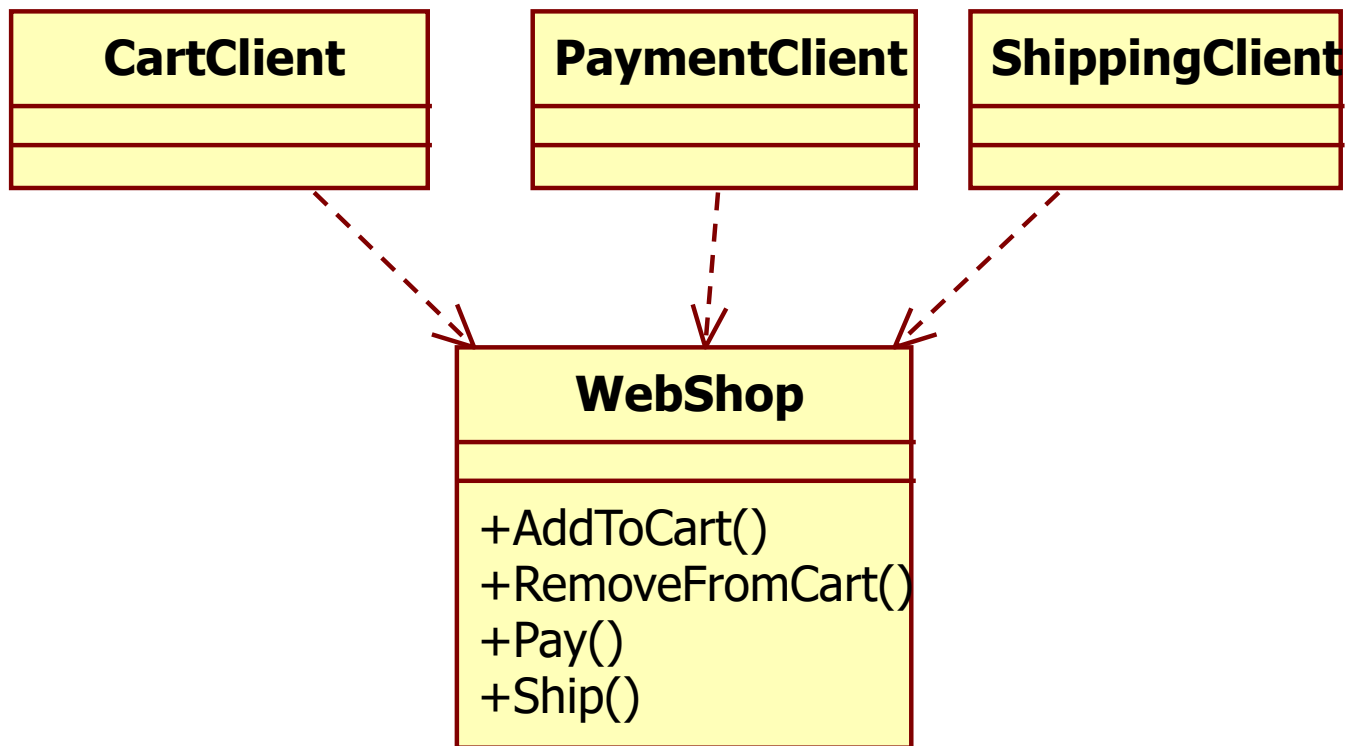 CartClient
PaymentClient
ShippingClient
WebShop
+AddToCart()
+RemoveFromCart()
+Pay()
+Ship()